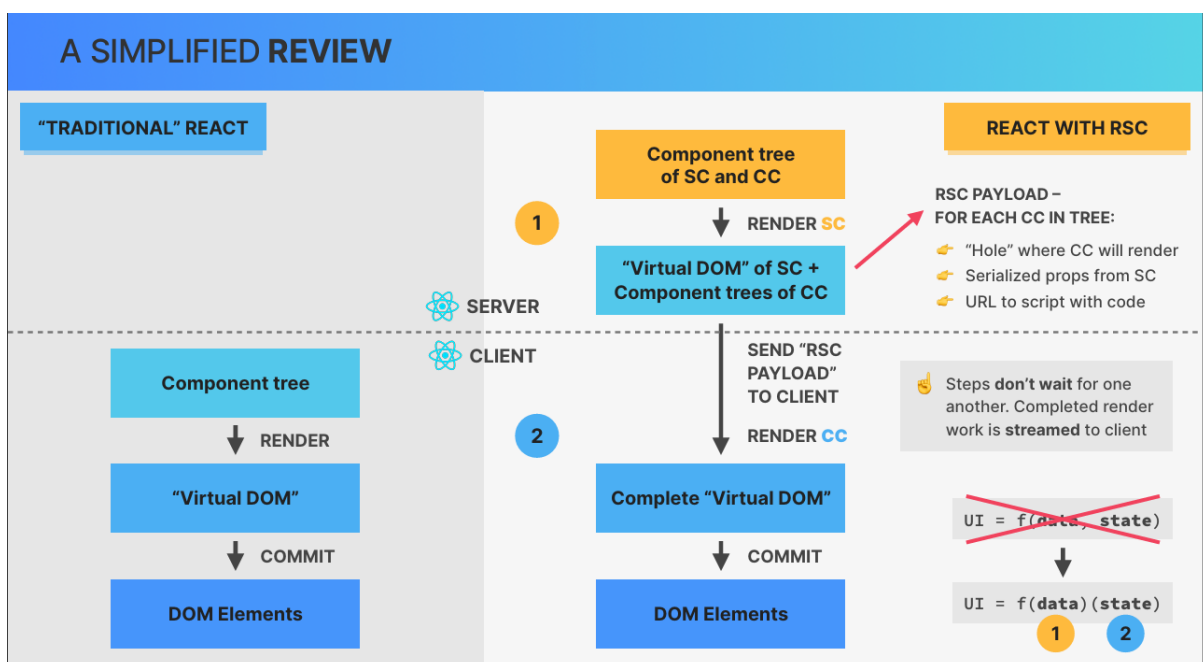 A SIMPLIFIED REVIEW
“TRADITIONAL” REACT
Component tree
RENDER
“Virtual DOM”
COMMIT
DOM Elements
SERVER
CLIENT
1
2
Component tree
of SC and CC
RENDER SC
“Virtual DOM” of SC +
Component trees of CC
SEND “RSC
PAYLOAD”
TO CLIENT
RENDER CC
Complete “Virtual DOM”
COMMIT
DOM Elements
REACT WITH RSC
RSC PAYLOAD –
FOR EACH CC IN TREE:
“Hole” where CC will render
Serialized props from SC
URL to script with code
Steps don’t wait for one
another. Completed render
work is streamed to client
UI = f(data, state)
UI = f(data)(state)
1
2